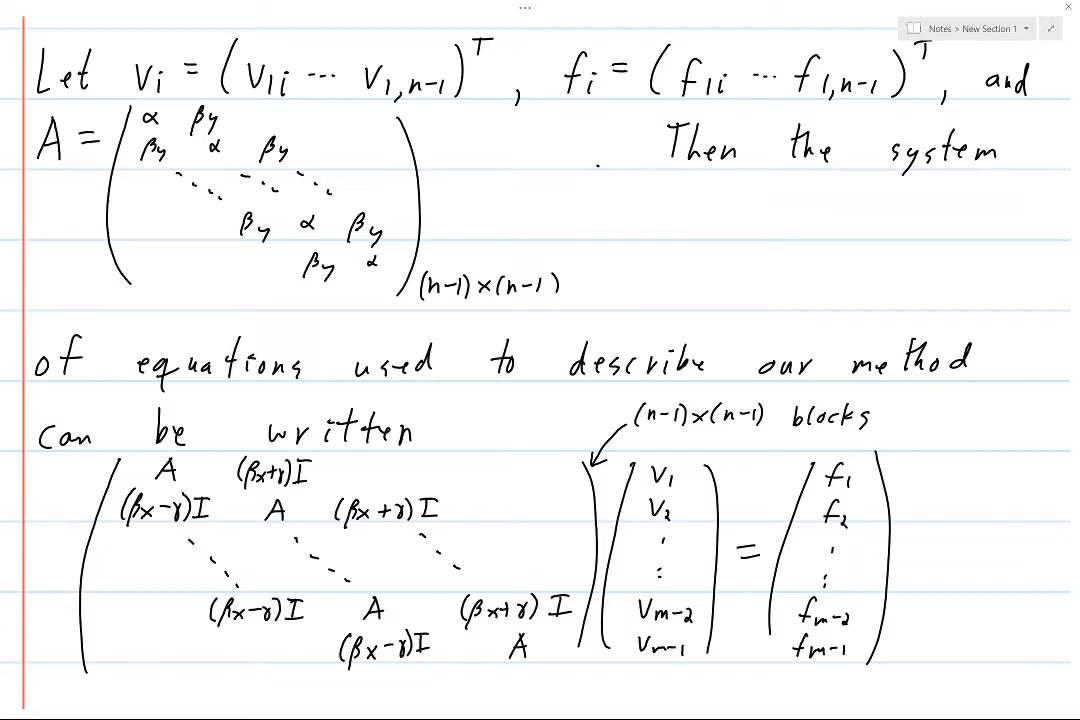 Notes > New Section 1
Let vᵢ = (v₁ᵢ ... v₁,ₙ₋₁)ᵀ, fᵢ = (f₁ᵢ ... f₁,ₙ₋₁)ᵀ, and
A = ( α βy
βy α βy
⋱ ⋱ ⋱
βy α βy
βy α )(n-1)×(n-1) . Then the system
of equations used to describe our method
can be written
(n-1)×(n-1) blocks
( A (βx+γ)I
(βx-γ)I A (βx+γ)I
⋱ ⋱ ⋱
(βx-γ)I A (βx+γ)I
(βx-γ)I A )
( v₁
v₂
⋮
vₘ₋₂
vₘ₋₁ )
=
( f₁
f₂
⋮
fₘ₋₂
fₘ₋₁ )